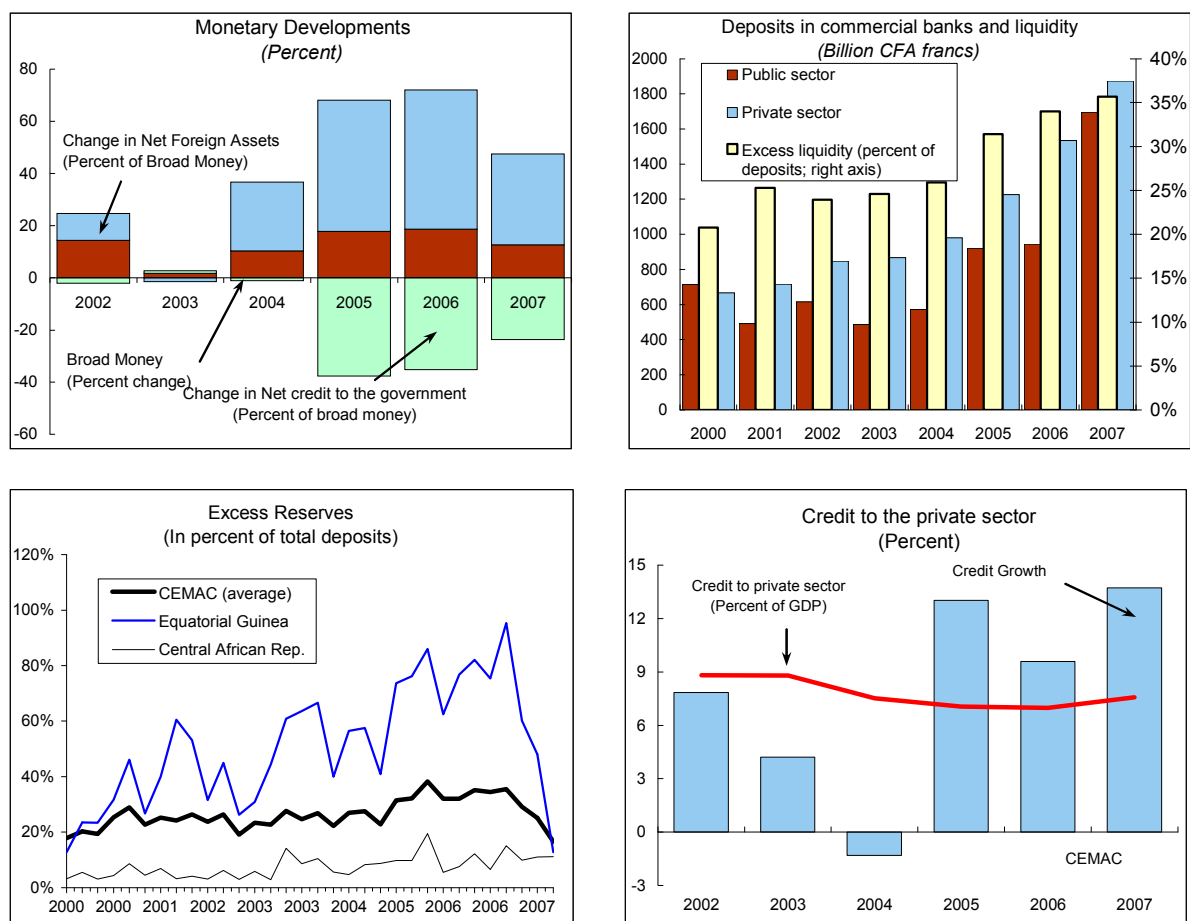 Monetary Developments
(Percent)
80
60
40
20
0
-20
-40
-60
Change in Net Foreign Assets
(Percent of Broad Money)
2002
2003
2004
2005
2006
2007
Broad Money
(Percent change)
Change in Net credit to the government
(Percent of broad money)
Deposits in commercial banks and liquidity
(Billion CFA francs)
2000
1800
1600
1400
1200
1000
800
600
400
200
0
Public sector
Private sector
Excess liquidity (percent of
deposits; right axis)
40%
35%
30%
25%
20%
15%
10%
5%
0%
2000 2001 2002 2003 2004 2005 2006 2007
Excess Reserves
(In percent of total deposits)
120%
100%
80%
60%
40%
20%
0%
CEMAC (average)
Equatorial Guinea
Central African Rep.
2000 2000 2001 2002 2003 2003 2004 2005 2006 2006 2007
Credit to the private sector
(Percent)
15
12
9
6
3
0
-3
Credit to private sector
(Percent of GDP)
Credit Growth
CEMAC
2002 2003 2004 2005 2006 2007